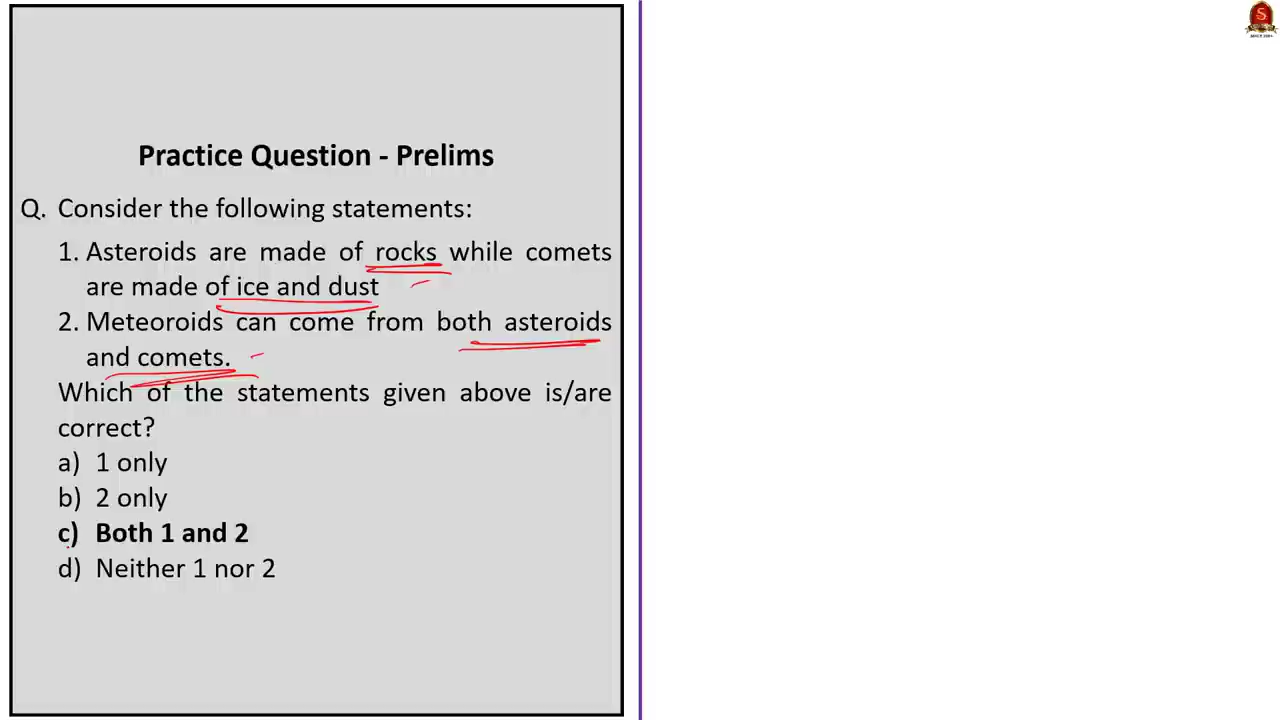 Practice Question - Prelims
Q. Consider the following statements:
1. Asteroids are made of rocks while comets
are made of ice and dust
2. Meteoroids can come from both asteroids
and comets.
Which of the statements given above is/are
correct?
a) 1 only
b) 2 only
c) Both 1 and 2
d) Neither 1 nor 2